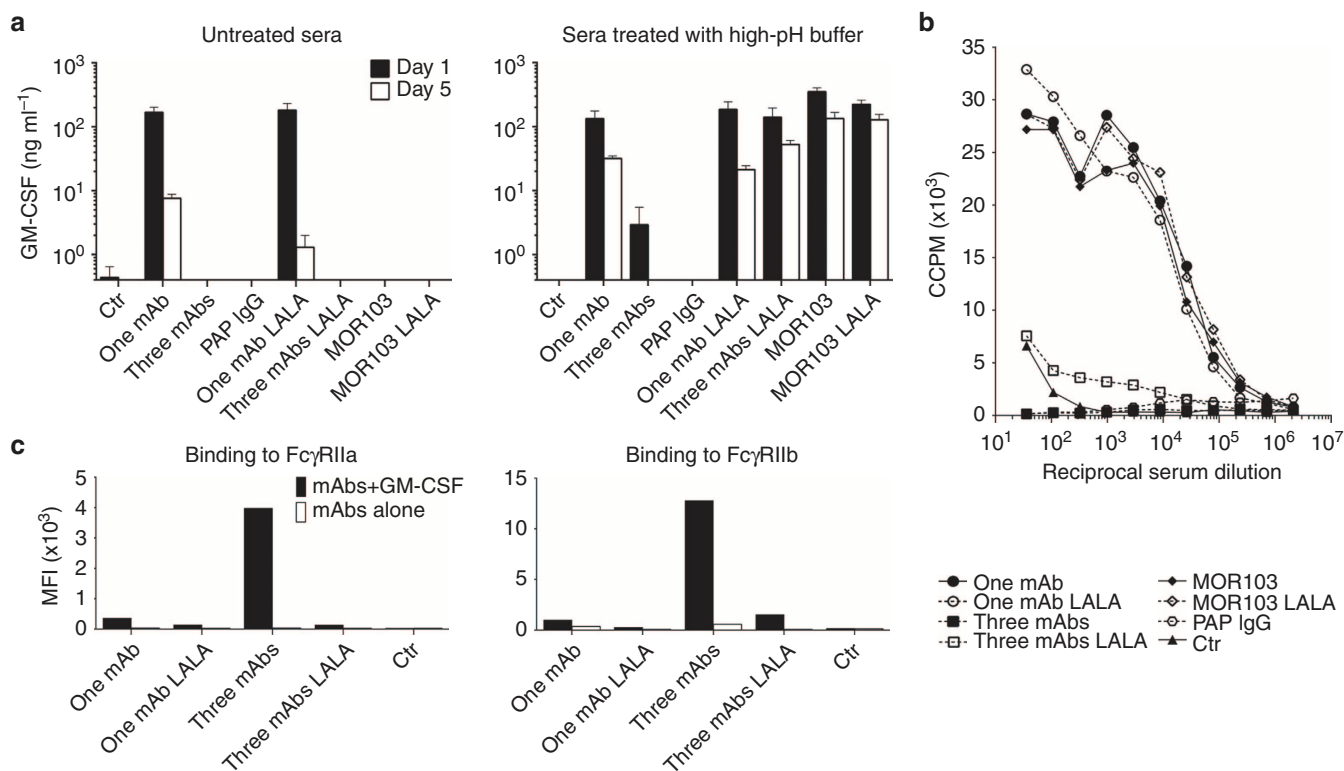 a
Untreated sera
Sera treated with high-pH buffer
GM-CSF (ng ml⁻¹)
10³
10²
10¹
10⁰
Day 1
Day 5
Ctr
One mAb
Three mAbs
PAP IgG
One mAb LALA
Three mAbs LALA
MOR103
MOR103 LALA
10³
10²
10¹
10⁰
Ctr
One mAb
Three mAbs
PAP IgG
One mAb LALA
Three mAbs LALA
MOR103
MOR103 LALA
b
CCPM (x10³)
35
30
25
20
15
10
5
0
10¹ 10² 10³ 10⁴ 10⁵ 10⁶ 10⁷
Reciprocal serum dilution
One mAb
One mAb LALA
Three mAbs
Three mAbs LALA
MOR103
MOR103 LALA
PAP IgG
Ctr
c
Binding to FcγRIIa
MFI (x10³)
5
4
3
2
1
0
mAbs+GM-CSF
mAbs alone
One mAb
One mAb LALA
Three mAbs
Three mAbs LALA
Ctr
Binding to FcγRIIb
15
10
5
0
One mAb
One mAb LALA
Three mAbs
Three mAbs LALA
Ctr